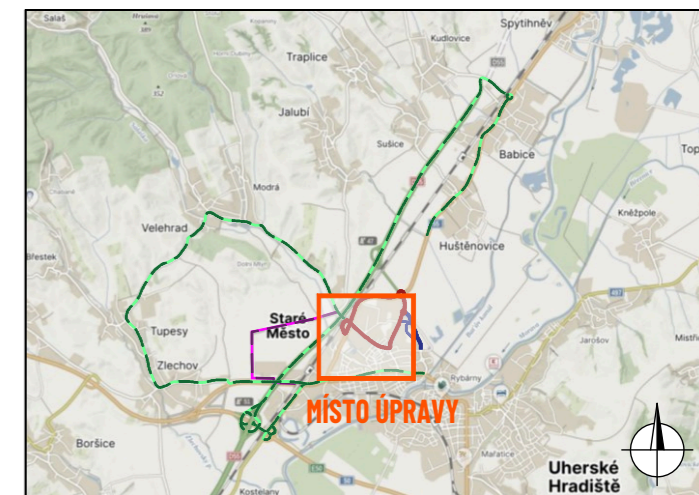 Salaš
Spytihněv
Kudlovice
Traplice
Jalubí
Sušice
Babice
Modrá
Kněžpole
Velehrad
Huštěnovice
Břestek
Staré
Město
Tupesy
Jarošov
Mistři
Zlechov
Rybárny
MÍSTO ÚPRAVY
Boršice
Mařatice
Uherské
Hradiště
Kostelany